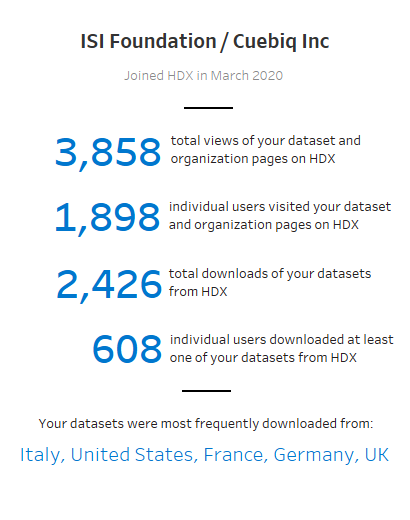 ISI Foundation / Cuebiq Inc
Joined HDX in March 2020
3,858
total views of your dataset and
organization pages on HDX
1,898
individual users visited your dataset
and organization pages on HDX
2,426
total downloads of your datasets
from HDX
608
individual users downloaded at least
one of your datasets from HDX
Your datasets were most frequently downloaded from:
Italy, United States, France, Germany, UK